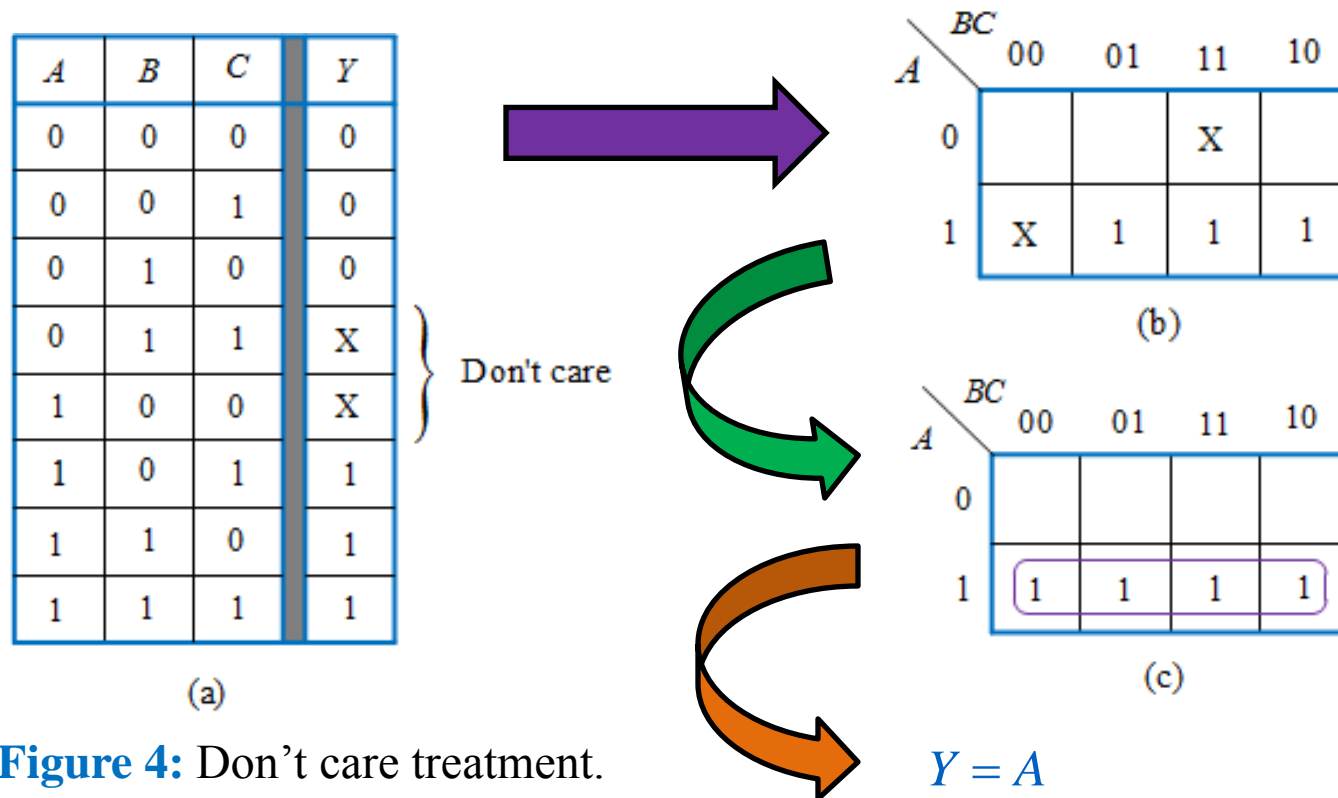 A B C Y
0 0 0 0
0 0 1 0
0 1 0 0
0 1 1 X
1 0 0 X
1 0 1 1
1 1 0 1
1 1 1 1
Don't care
(a)
BC
A 00 01 11 10
0 X
1 X 1 1 1
(b)
BC
A 00 01 11 10
0
1 1 1 1 1
(c)
Figure 4: Don’t care treatment.
Y = A